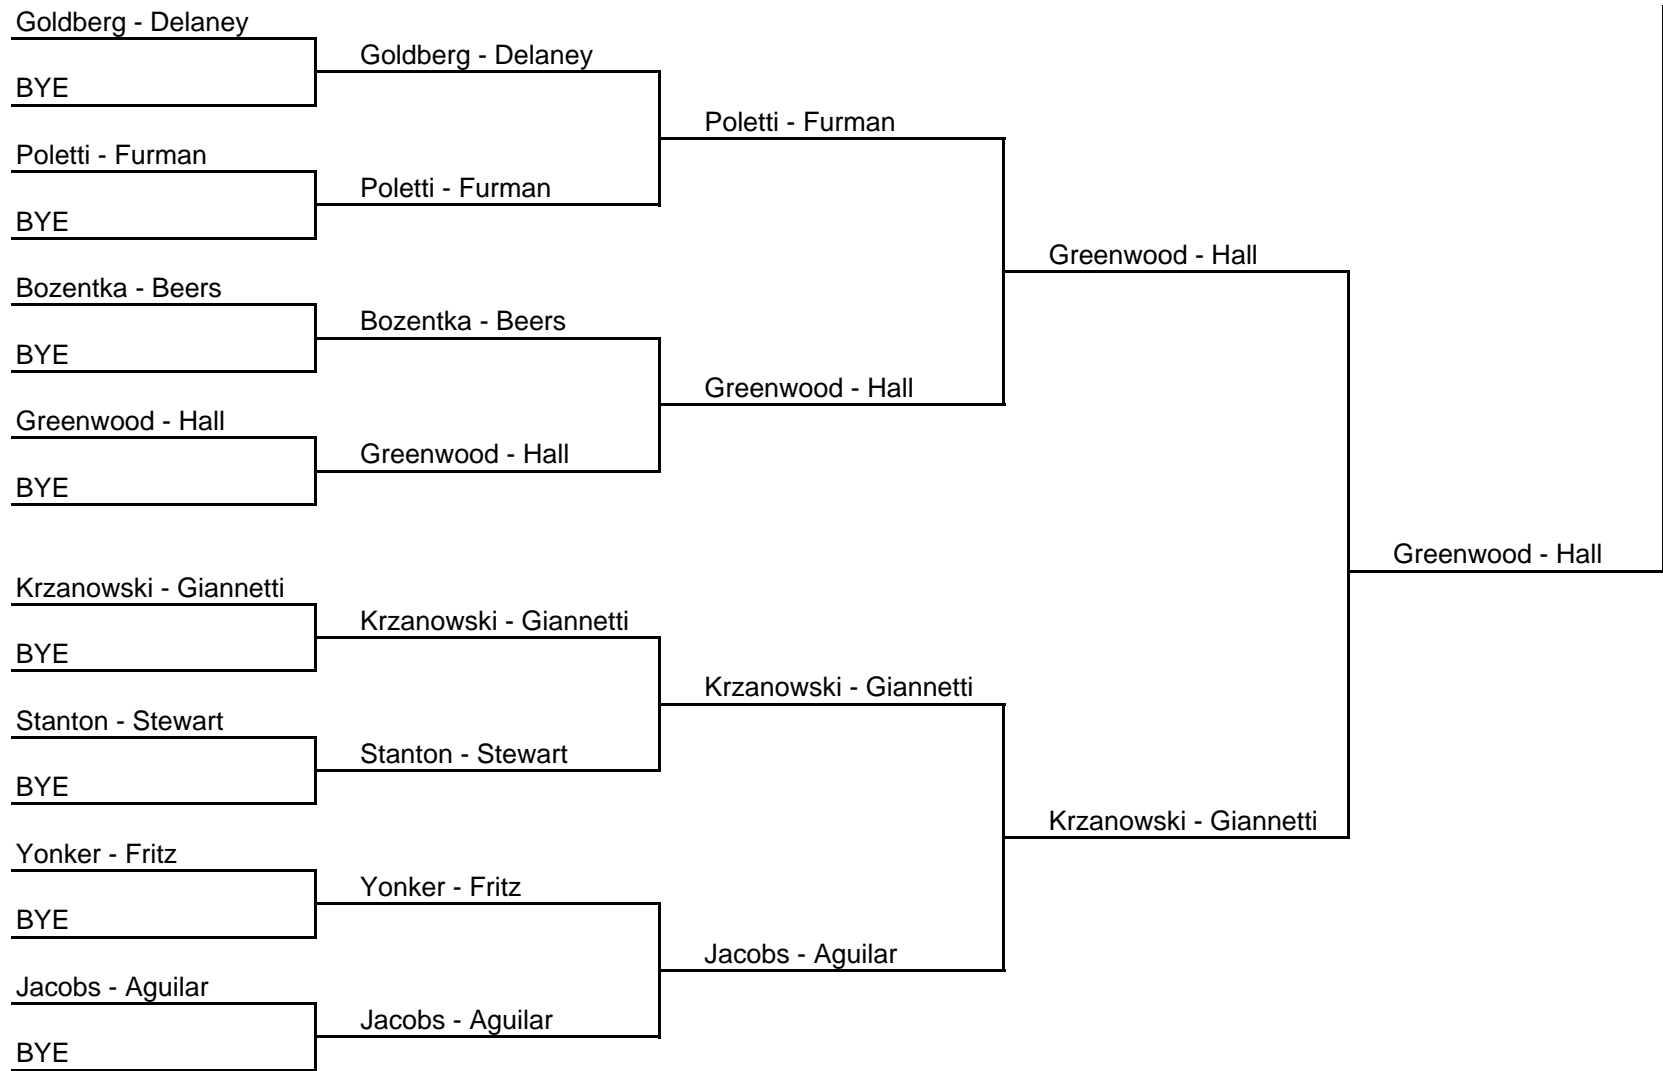 Goldberg - Delaney
BYE
Poletti - Furman
BYE
Bozentka - Beers
BYE
Greenwood - Hall
BYE
Krzanowski - Giannetti
BYE
Stanton - Stewart
BYE
Yonker - Fritz
BYE
Jacobs - Aguilar
BYE
Goldberg - Delaney
Poletti - Furman
Bozentka - Beers
Greenwood - Hall
Krzanowski - Giannetti
Stanton - Stewart
Yonker - Fritz
Jacobs - Aguilar
Poletti - Furman
Greenwood - Hall
Krzanowski - Giannetti
Jacobs - Aguilar
Greenwood - Hall
Krzanowski - Giannetti
Greenwood - Hall